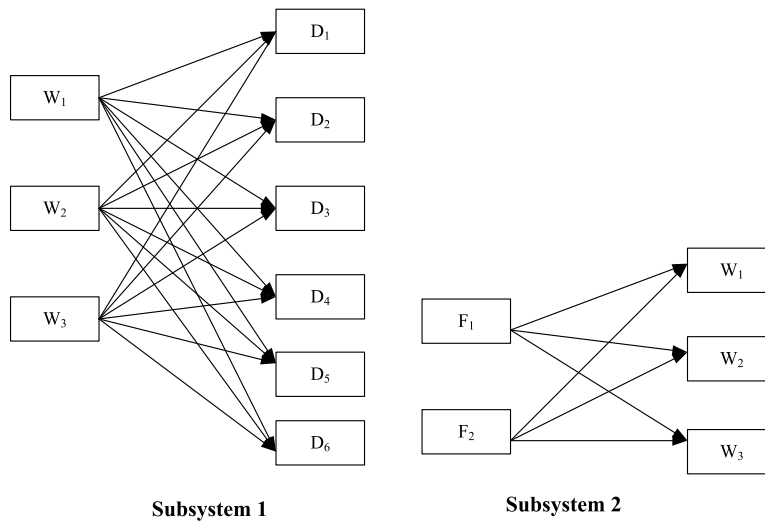 W₁
W₂
W₃
D₁
D₂
D₃
D₄
D₅
D₆
Subsystem 1
F₁
F₂
W₁
W₂
W₃
Subsystem 2